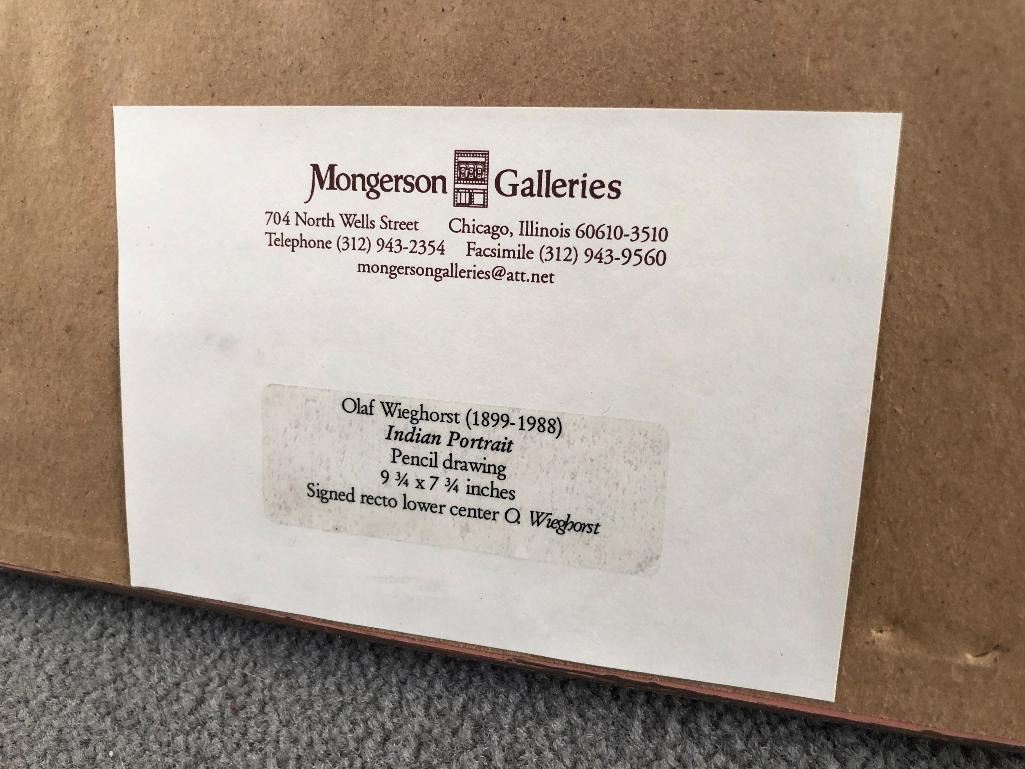 Mongerson Galleries
704 North Wells Street Chicago, Illinois 60610-3510
Telephone (312) 943-2354 Facsimile (312) 943-9560
mongersongalleries@att.net
Olaf Wieghorst (1899-1988)
Indian Portrait
Pencil drawing
9 ¾ x 7 ¾ inches
Signed recto lower center O. Wieghorst